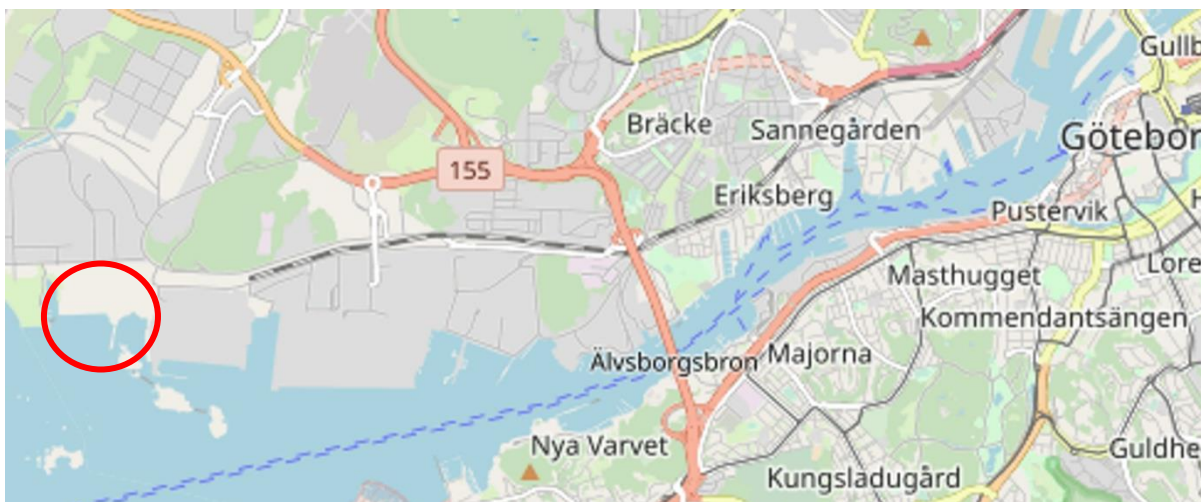 Gullb
Bräcke
Sannegården
Götebor
155
Eriksberg
Pustervik
Lore
Masthugget
Kommendantsängen
Älvsborgsbron
Majorna
Nya Varvet
Guldhe
Kungsladugård